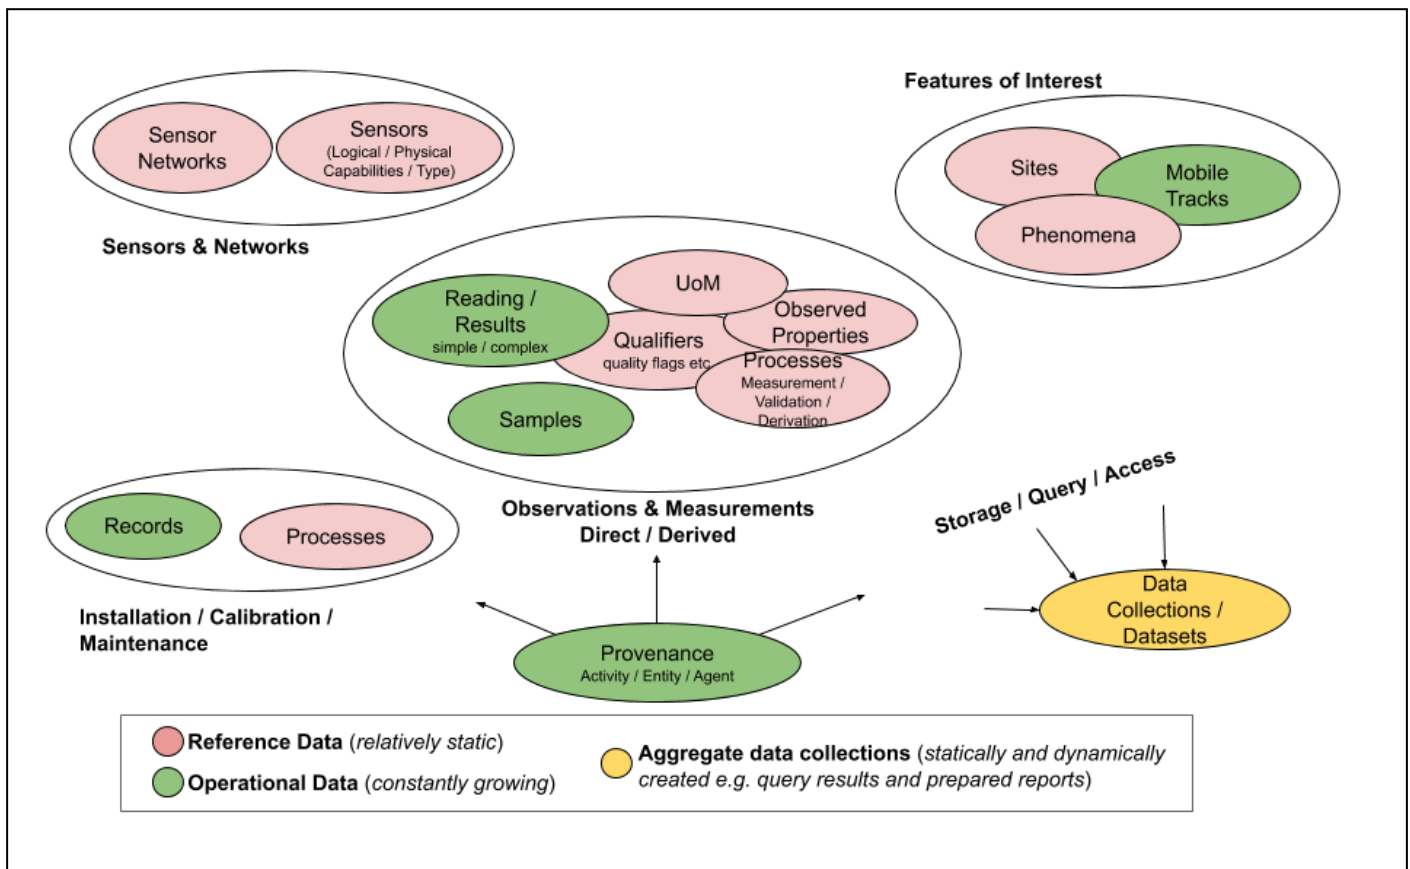 Features of Interest
Sensor
Networks
Sensors
(Logical / Physical
Capabilities / Type)
Sensors & Networks
Sites
Mobile
Tracks
Phenomena
Reading /
Results
simple / complex
UoM
Qualifiers
quality flags etc
Observed
Properties
Processes
Measurement /
Validation /
Derivation
Samples
Observations & Measurements
Direct / Derived
Records
Processes
Installation / Calibration /
Maintenance
Storage / Query / Access
Data
Collections /
Datasets
Provenance
Activity / Entity / Agent
Reference Data (relatively static)
Operational Data (constantly growing)
Aggregate data collections (statically and dynamically
created e.g. query results and prepared reports)